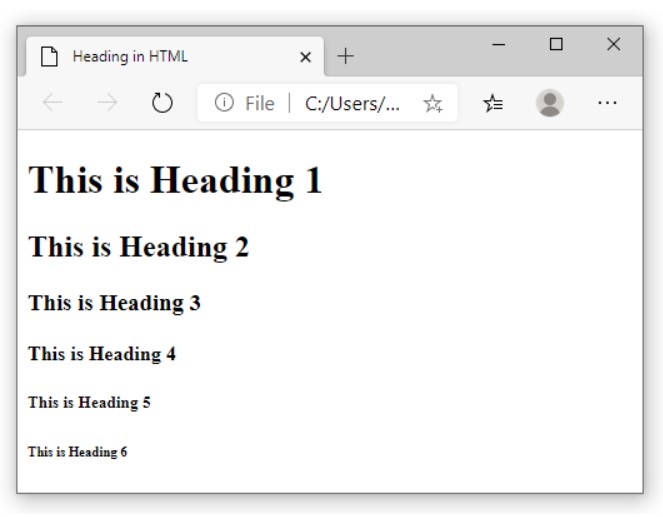 Heading in HTML
File C:/Users/...
This is Heading 1
This is Heading 2
This is Heading 3
This is Heading 4
This is Heading 5
This is Heading 6